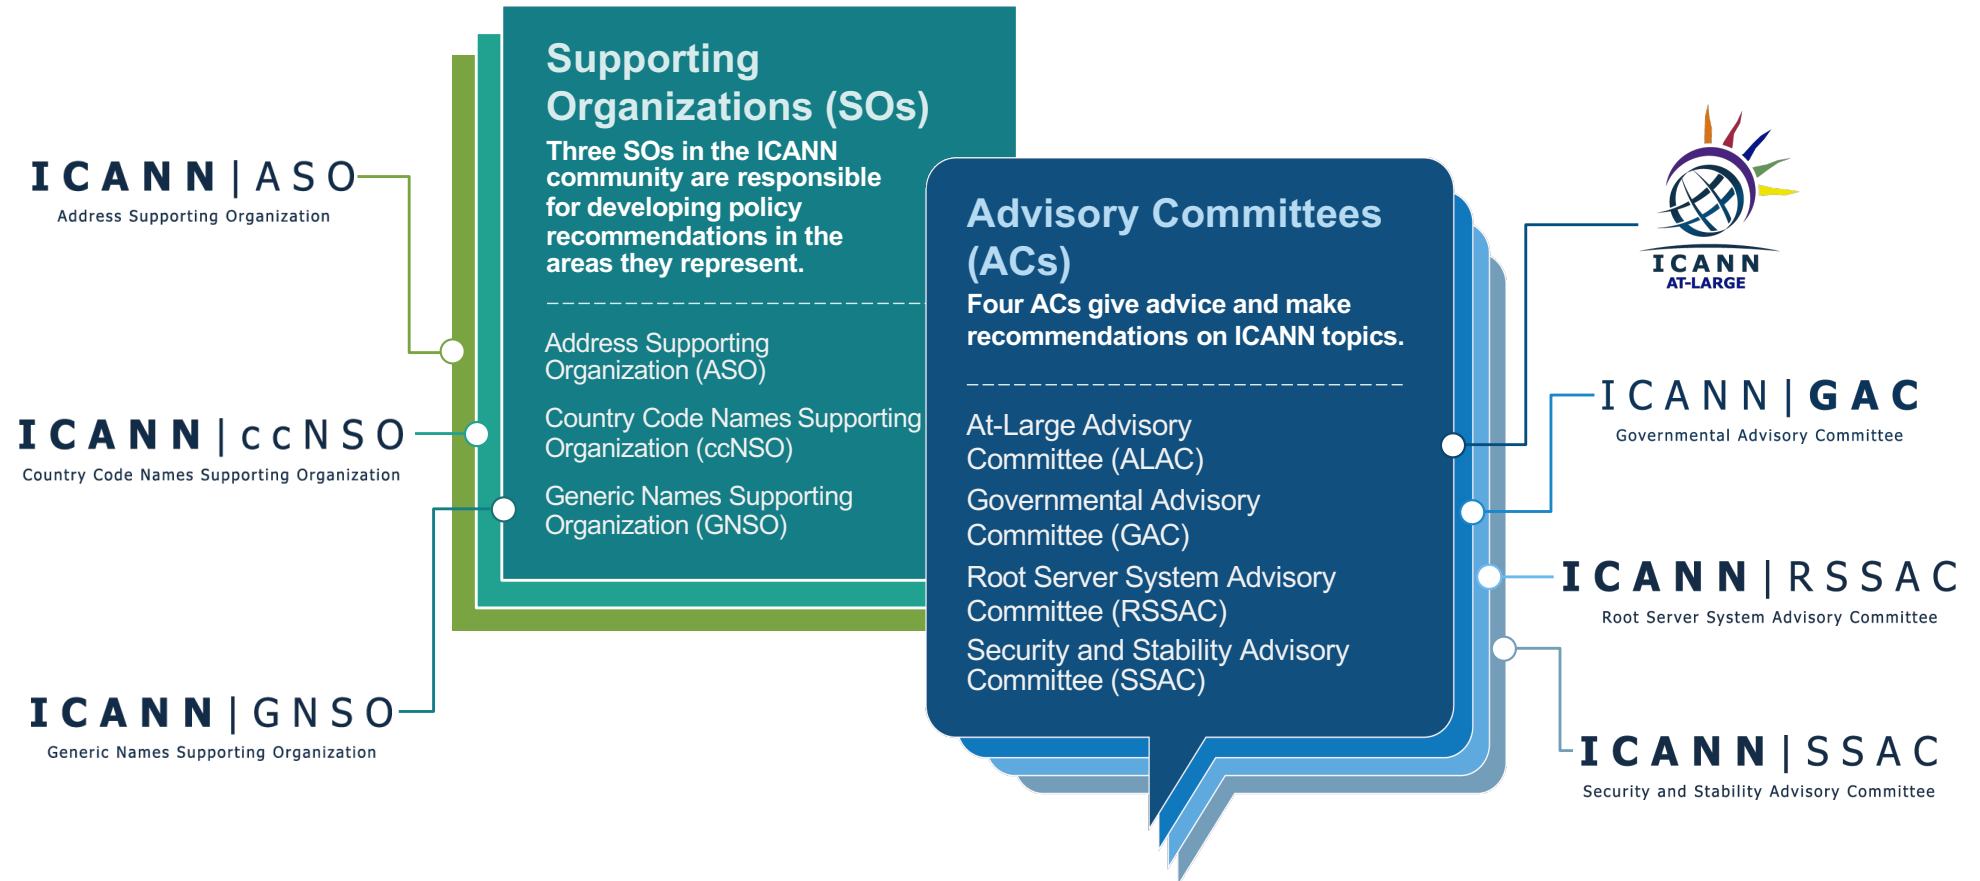 Supporting
Organizations (SOs)
Three SOs in the ICANN
community are responsible
for developing policy
recommendations in the
areas they represent.
Address Supporting
Organization (ASO)
Country Code Names Supporting
Organization (ccNSO)
Generic Names Supporting
Organization (GNSO)
Advisory Committees
(ACs)
Four ACs give advice and make
recommendations on ICANN topics.
At-Large Advisory
Committee (ALAC)
Governmental Advisory
Committee (GAC)
Root Server System Advisory
Committee (RSSAC)
Security and Stability Advisory
Committee (SSAC)
ICANN|ASO
Address Supporting Organization
ICANN|ccNSO
Country Code Names Supporting Organization
ICANN|GNSO
Generic Names Supporting Organization
ICANN
AT-LARGE
ICANN|GAC
Governmental Advisory Committee
ICANN|RSSAC
Root Server System Advisory Committee
ICANN|SSAC
Security and Stability Advisory Committee